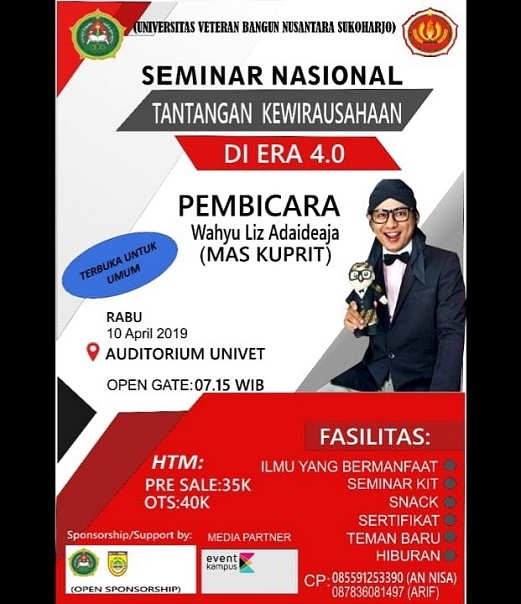 (UNIVERSITAS VETERAN BANGUN NUSANTARA SUKOHARJO)
SEMINAR NASIONAL
TANTANGAN KEWIRAUSAHAAN
DI ERA 4.0
PEMBICARA
Wahyu Liz Adaideaja
(MAS KUPRIT)
TERBUKA UNTUK
UMUM
RABU
10 April 2019
AUDITORIUM UNIVET
OPEN GATE:07.15 WIB
FASILITAS:
ILMU YANG BERMANFAAT
SEMINAR KIT
SNACK
SERTIFIKAT
TEMAN BARU
HIBURAN
HTM:
PRE SALE:35K
OTS:40K
Sponsorship/Support by:
(OPEN SPONSORSHIP)
MEDIA PARTNER
event
kampus
CP-085591253390 (AN NISA)
087836081497 (ARIF)